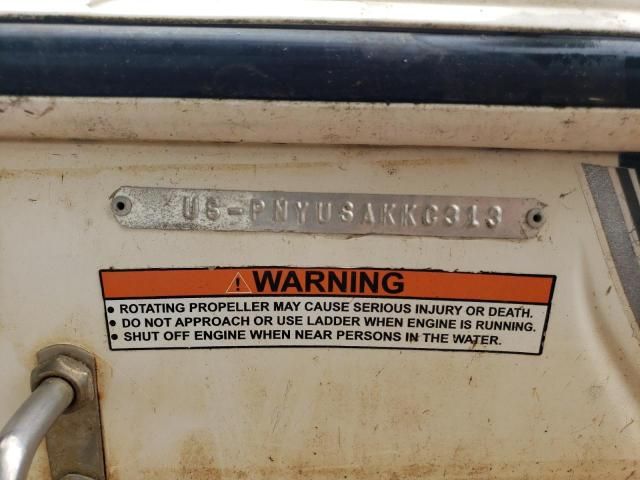 US-PNYUSAKKC313
WARNING
• ROTATING PROPELLER MAY CAUSE SERIOUS INJURY OR DEATH.
• DO NOT APPROACH OR USE LADDER WHEN ENGINE IS RUNNING.
• SHUT OFF ENGINE WHEN NEAR PERSONS IN THE WATER.